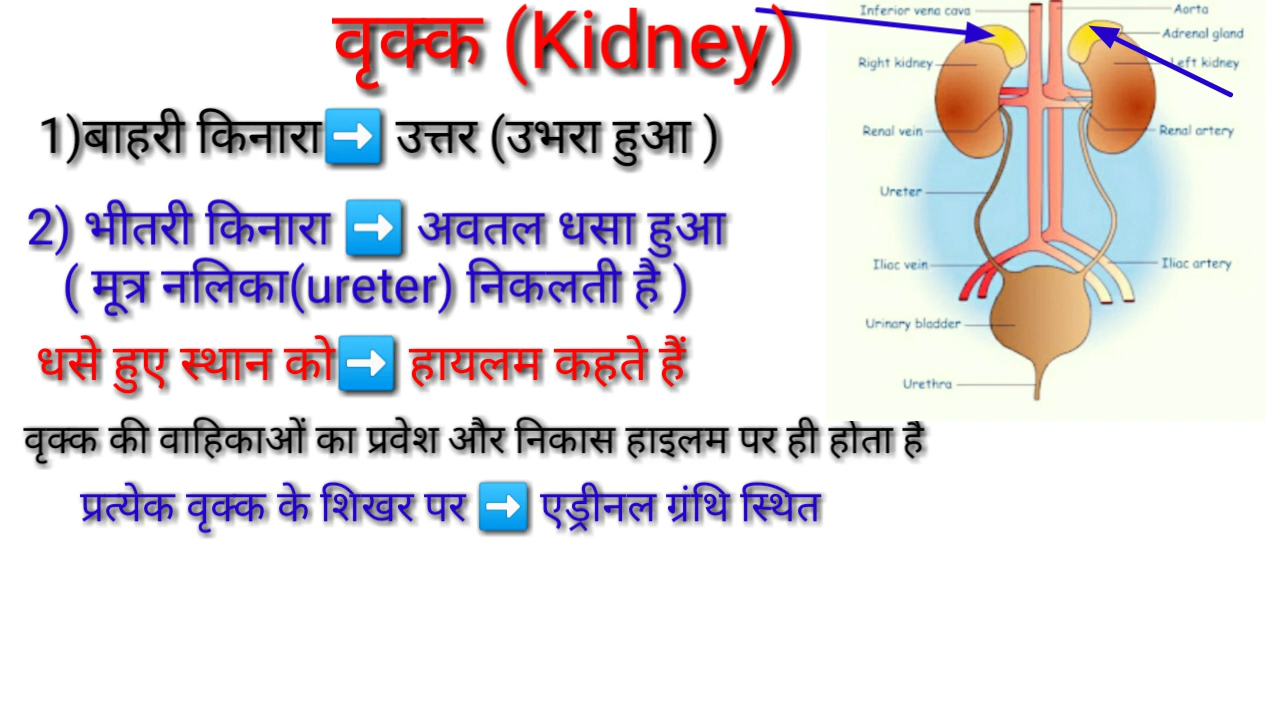 वृक्क (Kidney)
1)बाहरी किनारा➡ उत्तर (उभरा हुआ )
2) भीतरी किनारा ➡ अवतल धसा हुआ
( मूत्र नलिका(ureter) निकलती है )
धसे हुए स्थान को➡ हायलम कहते हैं
वृक्क की वाहिकाओं का प्रवेश और निकास हाइलम पर ही होता है
प्रत्येक वृक्क के शिखर पर ➡ एड्रीनल ग्रंथि स्थित
Inferior vena cava
Aorta
Adrenal gland
Right kidney
Left kidney
Renal vein
Renal artery
Ureter
Iliac vein
Iliac artery
Urinary bladder
Urethra